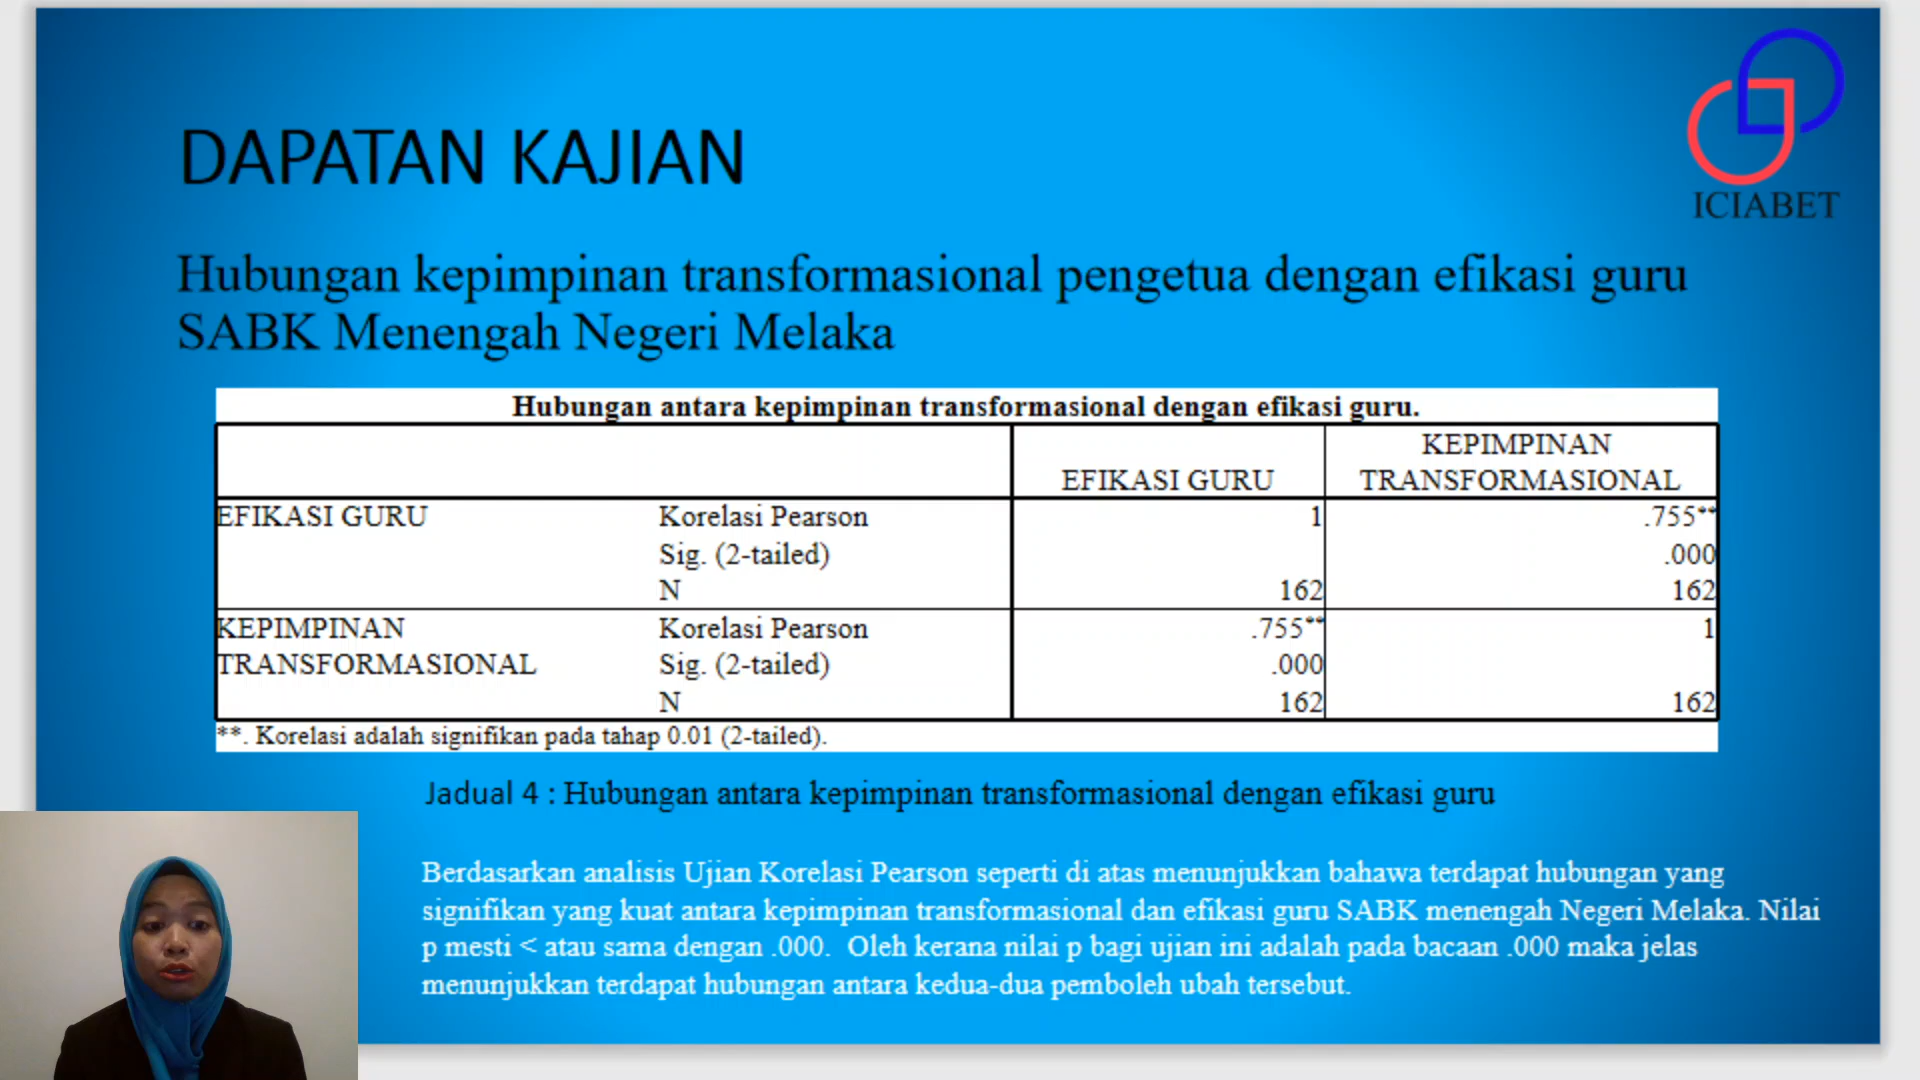 DAPATAN KAJIAN
ICIABET
Hubungan kepimpinan transformasional pengetua dengan efikasi guru
SABK Menengah Negeri Melaka
Hubungan antara kepimpinan transformasional dengan efikasi guru.
EFIKASI GURU KEPIMPINAN TRANSFORMASIONAL
EFIKASI GURU Korelasi Pearson 1 .755**
Sig. (2-tailed) .000
N 162 162
KEPIMPINAN Korelasi Pearson .755** 1
TRANSFORMASIONAL Sig. (2-tailed) .000
N 162 162
**. Korelasi adalah signifikan pada tahap 0.01 (2-tailed).
Jadual 4 : Hubungan antara kepimpinan transformasional dengan efikasi guru
Berdasarkan analisis Ujian Korelasi Pearson seperti di atas menunjukkan bahawa terdapat hubungan yang
signifikan yang kuat antara kepimpinan transformasional dan efikasi guru SABK menengah Negeri Melaka. Nilai
p mesti < atau sama dengan .000. Oleh kerana nilai p bagi ujian ini adalah pada bacaan .000 maka jelas
menunjukkan terdapat hubungan antara kedua-dua pemboleh ubah tersebut.